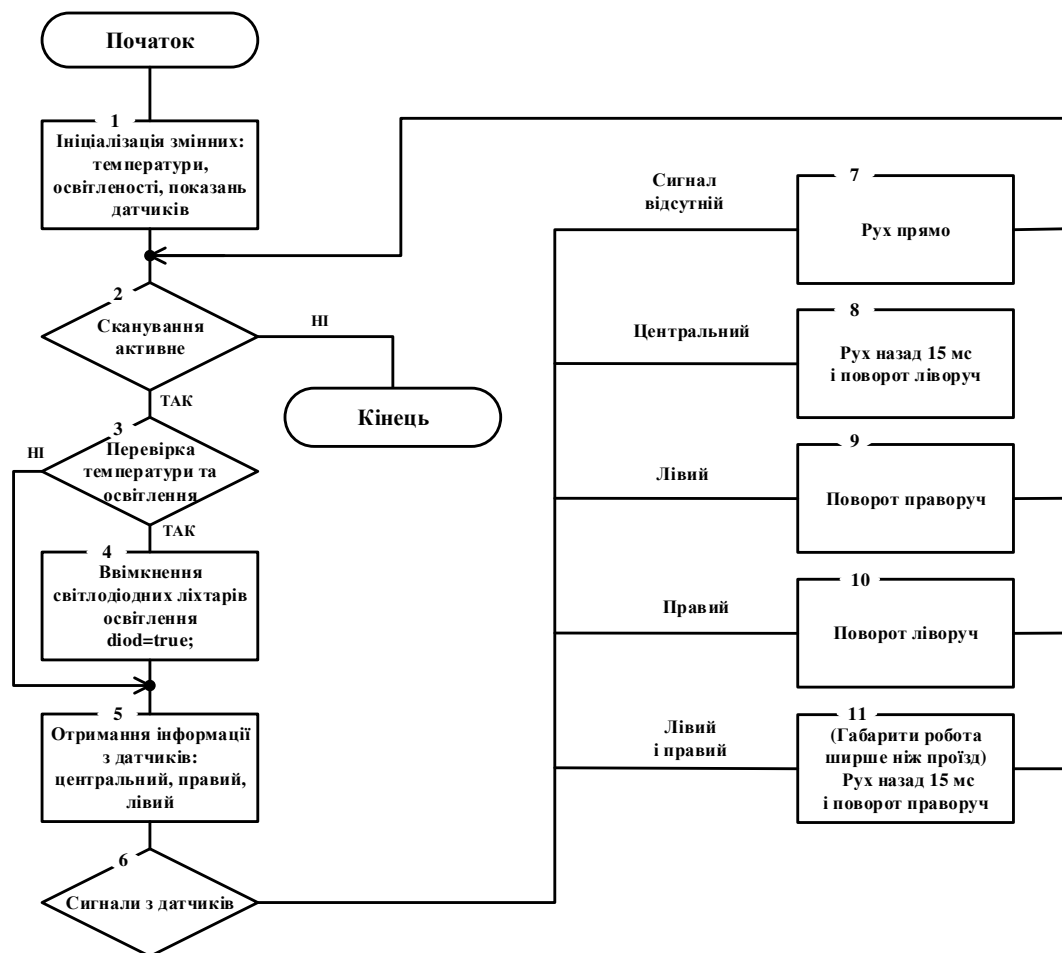 Початок
1
Ініціалізація змінних:
температури,
освітленості, показань
датчиків
2
Сканування
активне
НІ
Кінець
ТАК
3
НІ
Перевірка
температури та
освітлення
ТАК
4
Ввімкнення
світлодіодних ліхтарів
освітлення
diod=true;
5
Отримання інформації
з датчиків:
центральний, правий,
лівий
6
Сигнали з датчиків
Сигнал
відсутній
7
Рух прямо
Центральний
8
Рух назад 15 мс
і поворот ліворуч
Лівий
9
Поворот праворуч
Правий
10
Поворот ліворуч
Лівий
і правий
11
(Габарити робота
ширше ніж проїзд)
Рух назад 15 мс
і поворот праворуч